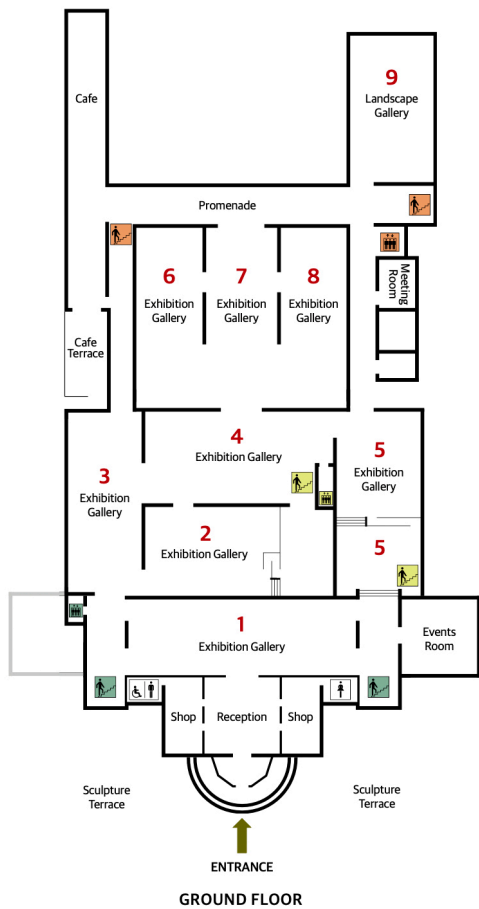 9
Landscape
Gallery
Cafe
Promenade
6
Exhibition
Gallery
7
Exhibition
Gallery
8
Exhibition
Gallery
Meeting
Room
Cafe
Terrace
3
Exhibition
Gallery
4
Exhibition Gallery
5
Exhibition
Gallery
2
Exhibition Gallery
5
1
Exhibition Gallery
Events
Room
Shop
Reception
Shop
Sculpture
Terrace
Sculpture
Terrace
ENTRANCE
GROUND FLOOR